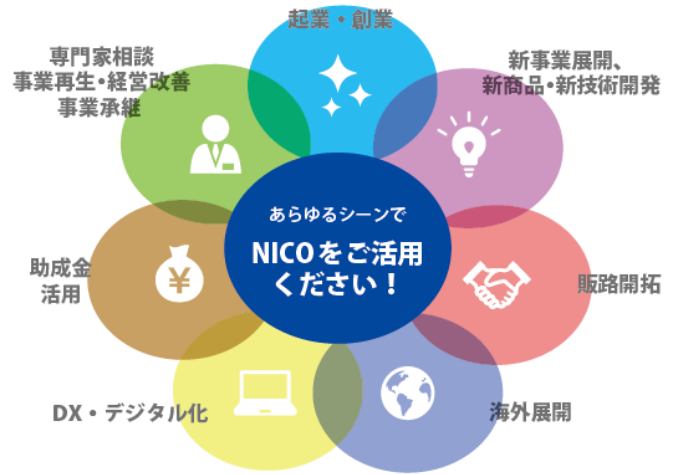 起業・創業
新事業展開、
新商品・新技術開発
販路開拓
海外展開
DX・デジタル化
助成金
活用
専門家相談
事業再生・経営改善
事業承継
あらゆるシーンで
NICOをご活用
ください！
¥